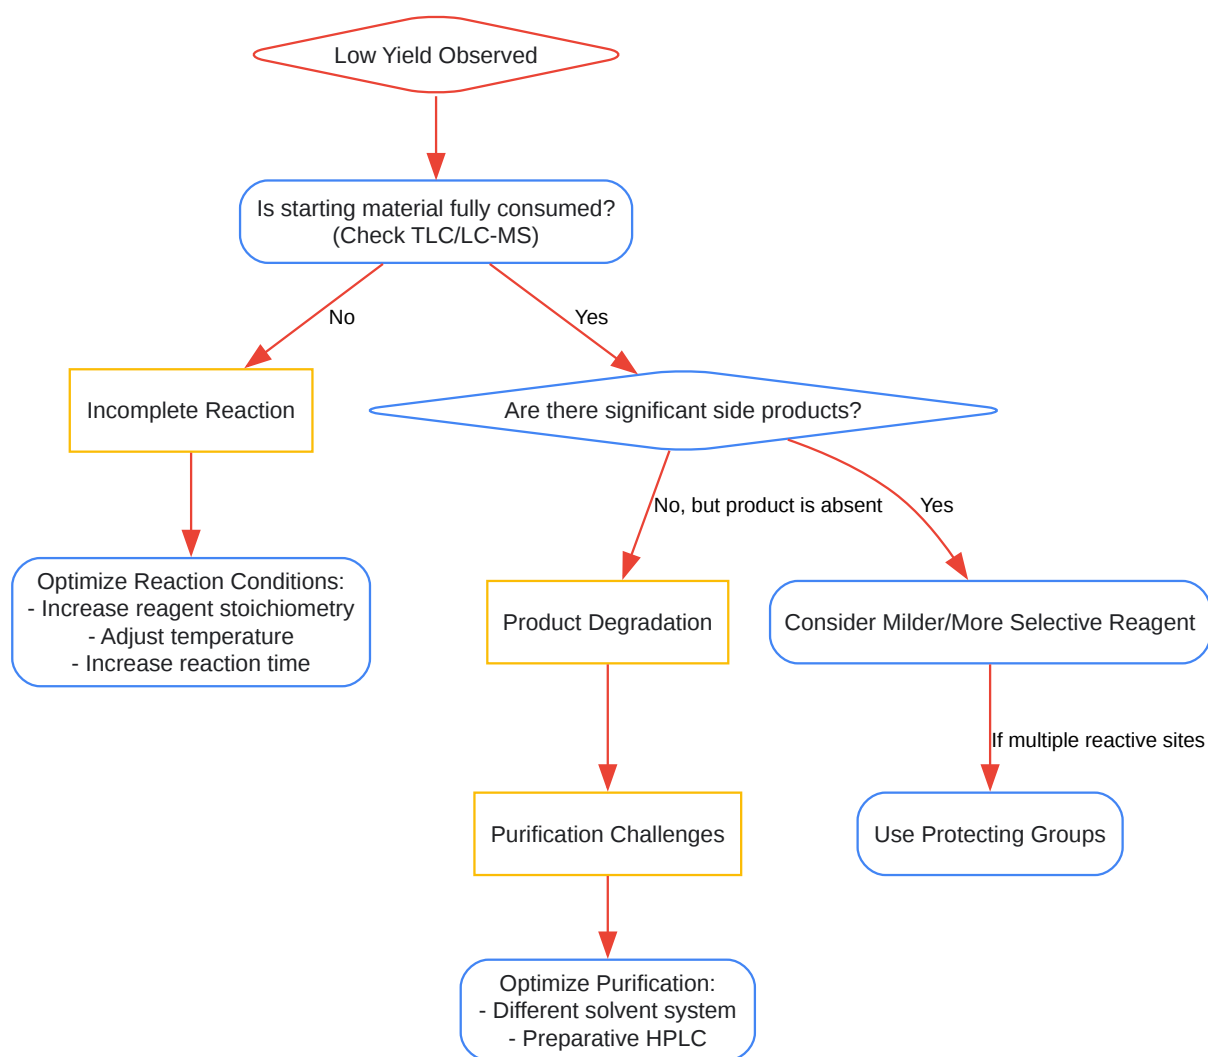 Low Yield Observed
Is starting material fully consumed?
(Check TLC/LC-MS)
No
Yes
Incomplete Reaction
Are there significant side products?
No, but product is absent
Yes
Optimize Reaction Conditions:
- Increase reagent stoichiometry
- Adjust temperature
- Increase reaction time
Product Degradation
Consider Milder/More Selective Reagent
If multiple reactive sites
Purification Challenges
Use Protecting Groups
Optimize Purification:
- Different solvent system
- Preparative HPLC